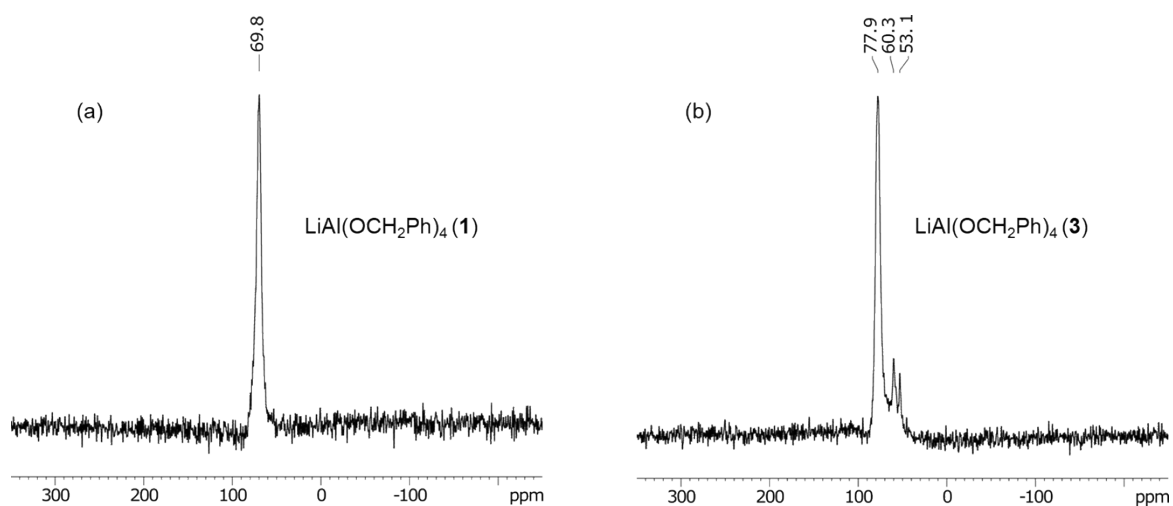 69.8
(a)
LiAl(OCH₂Ph)₄ (1)
300 200 100 0 -100 ppm
77.9
60.3
53.1
(b)
LiAl(OCH₂Ph)₄ (3)
300 200 100 0 -100 ppm